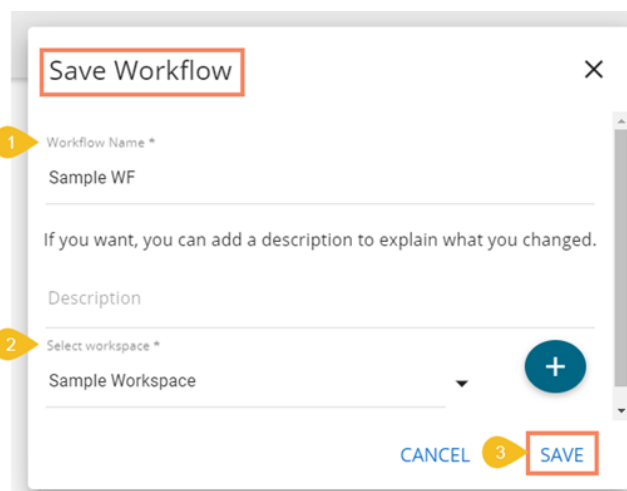 Save Workflow
1 Workflow Name *
Sample WF
If you want, you can add a description to explain what you changed.
Description
2 Select workspace *
Sample Workspace
CANCEL 3 SAVE